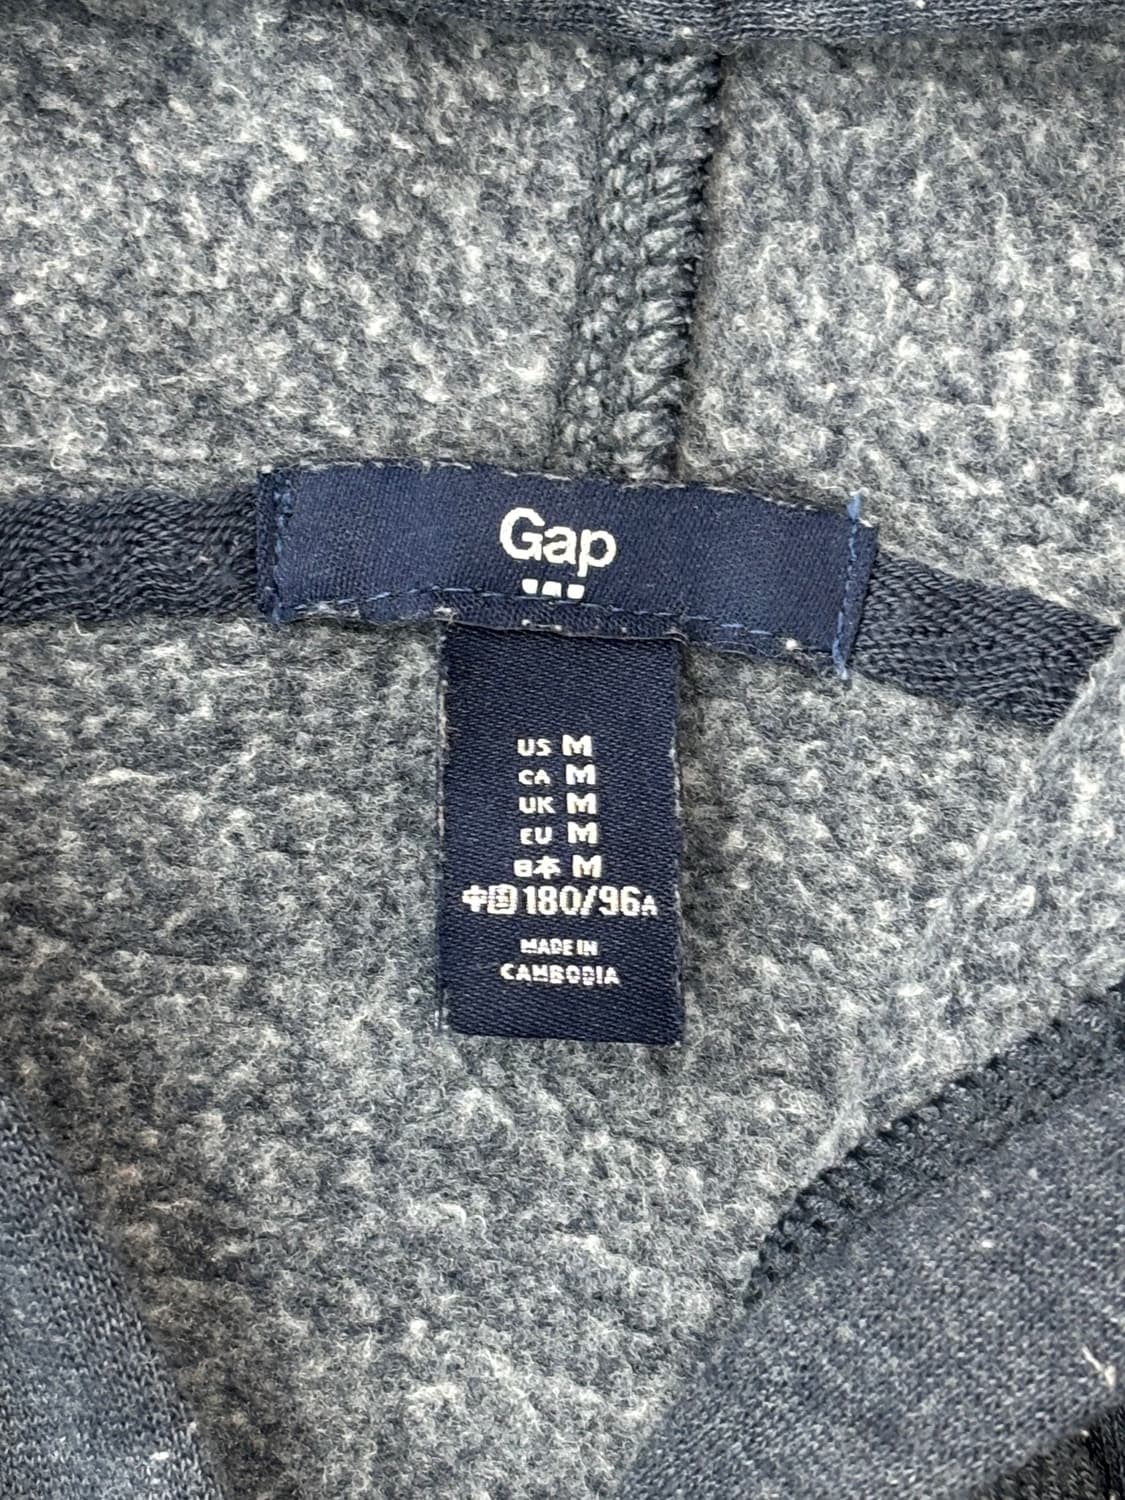 Gap
US M
CA M
UK M
EU M
日本 M
中国 180/96A
MADE IN
CAMBODIA